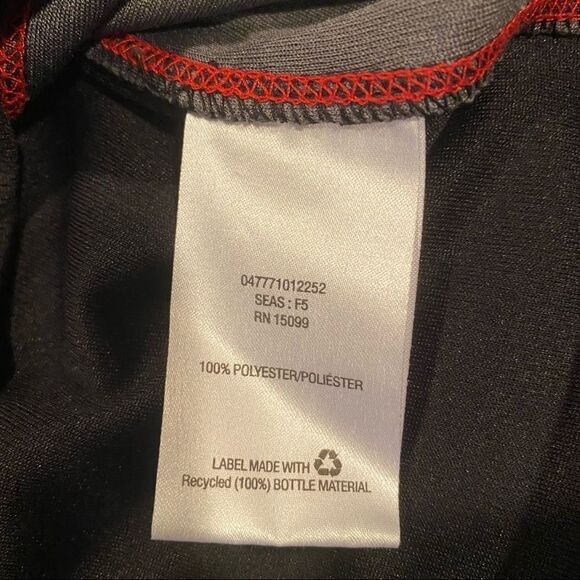 047771012252
SEAS : F5
RN 15099
100% POLYESTER/POLIÉSTER
LABEL MADE WITH
Recycled (100%) BOTTLE MATERIAL